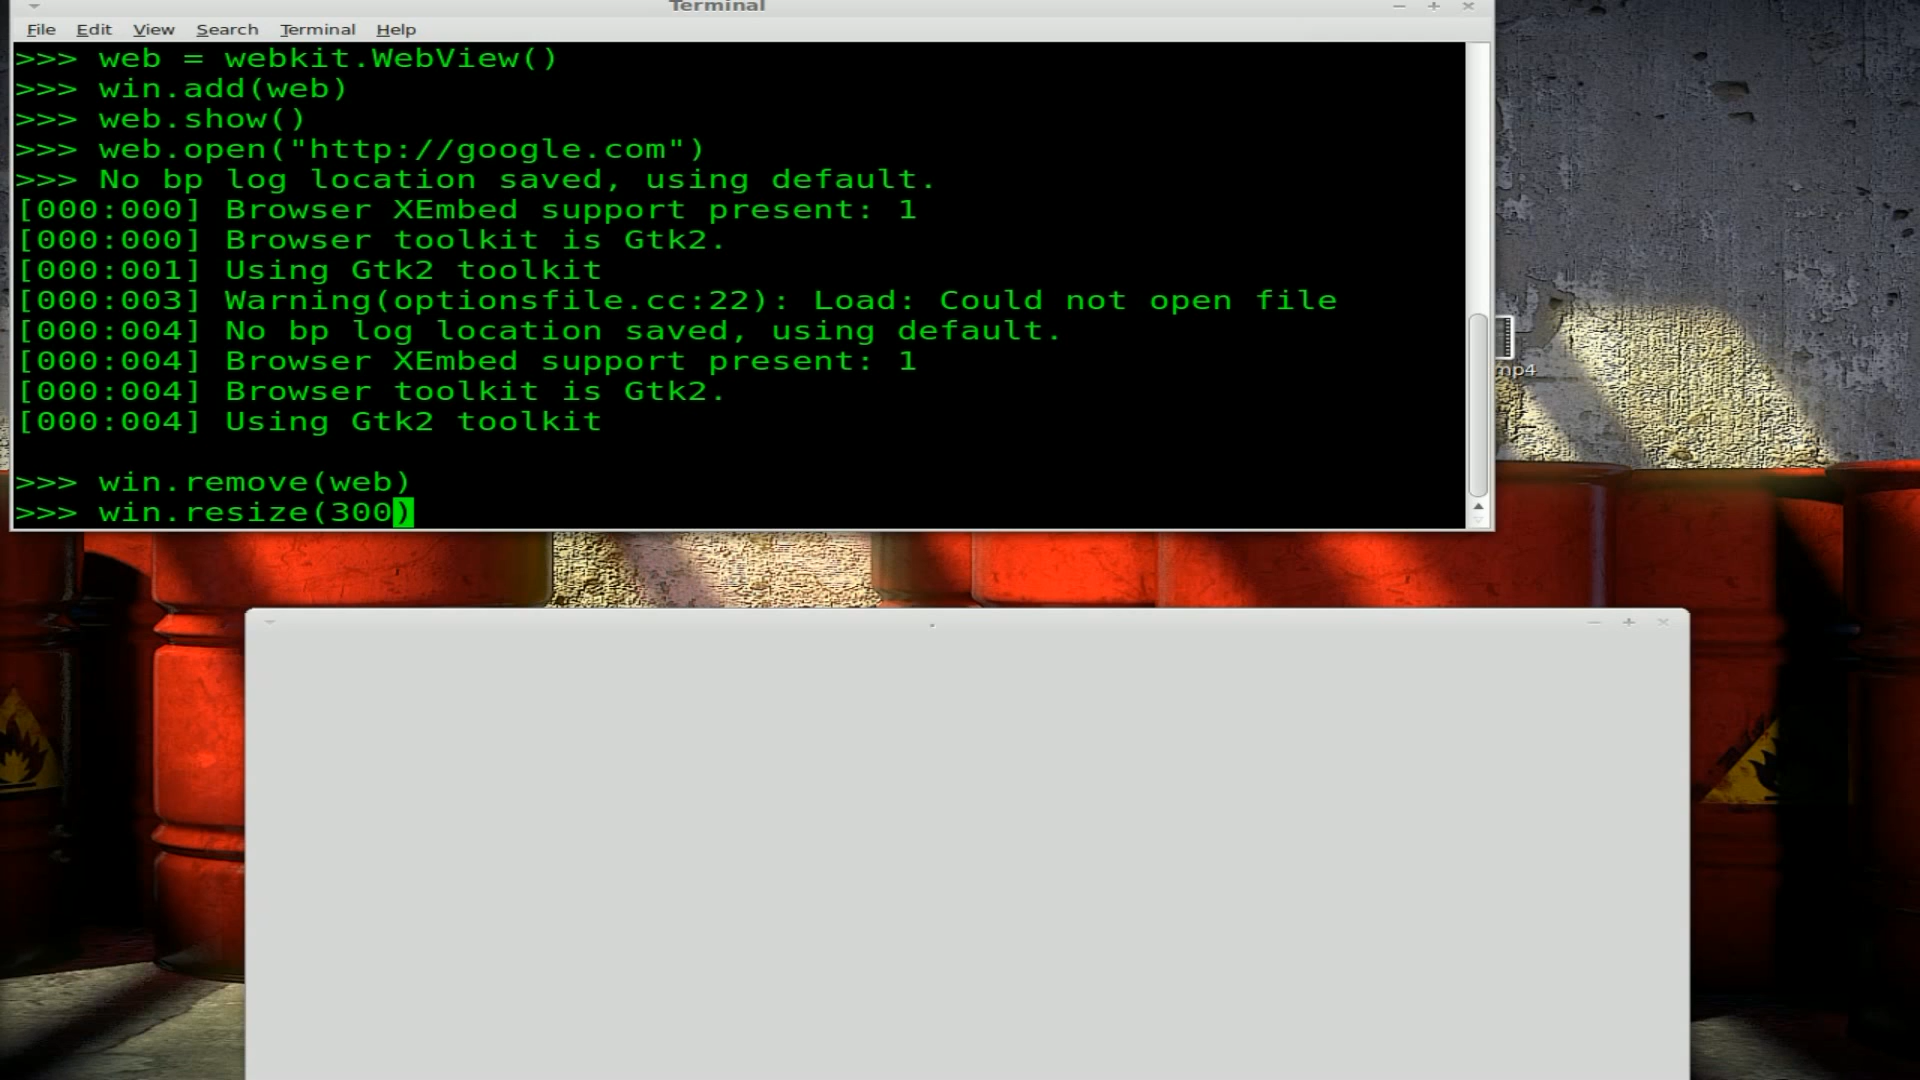 Terminal
File Edit View Search Terminal Help
>>> web = webkit.WebView()
>>> win.add(web)
>>> web.show()
>>> web.open("http://google.com")
>>> No bp log location saved, using default.
[000:000] Browser XEmbed support present: 1
[000:000] Browser toolkit is Gtk2.
[000:001] Using Gtk2 toolkit
[000:003] Warning(optionsfile.cc:22): Load: Could not open file
[000:004] No bp log location saved, using default.
[000:004] Browser XEmbed support present: 1
[000:004] Browser toolkit is Gtk2.
[000:004] Using Gtk2 toolkit
>>> win.remove(web)
>>> win.resize(300)
mp4
.